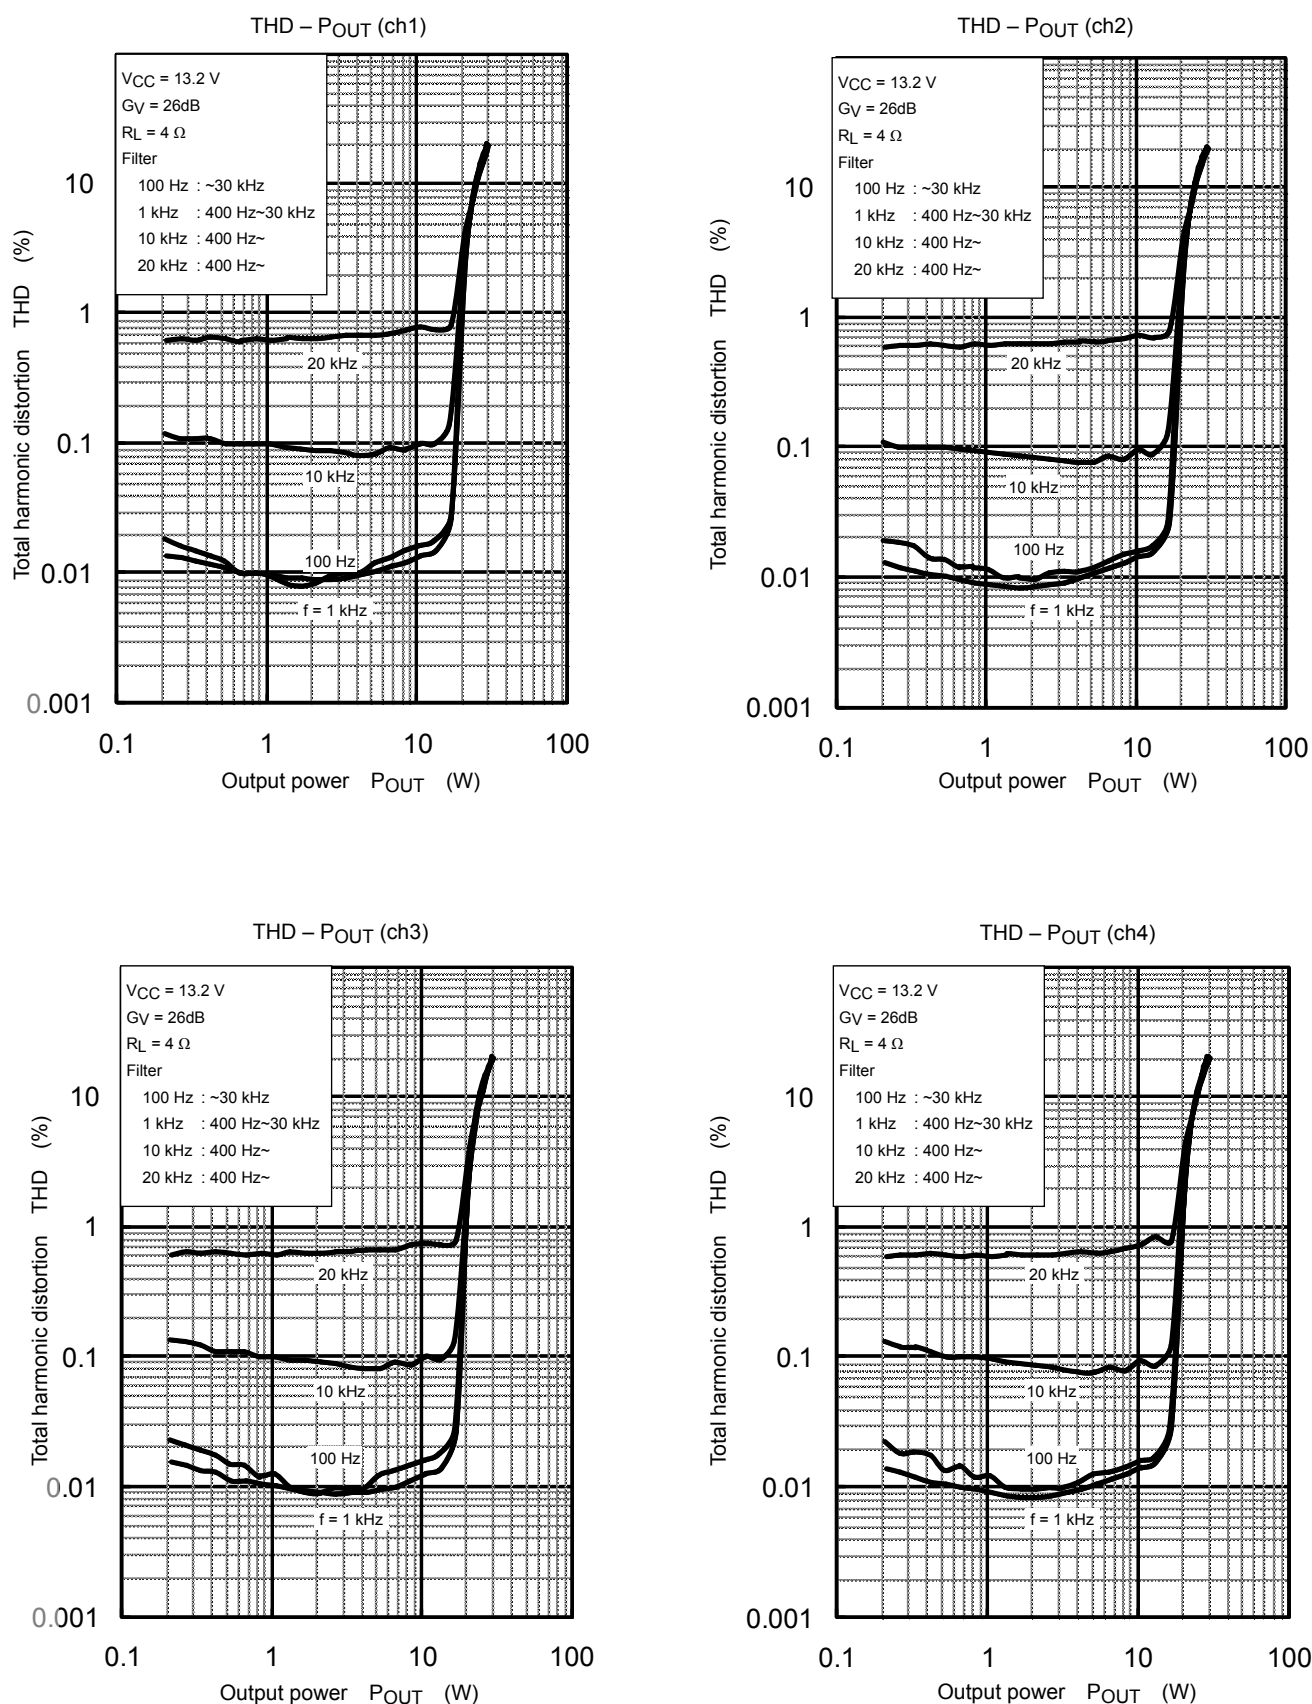 THD – POUT (ch1)
VCC = 13.2 V
GV = 26dB
RL = 4 Ω
Filter
100 Hz : ~30 kHz
1 kHz : 400 Hz~30 kHz
10 kHz : 400 Hz~
20 kHz : 400 Hz~
10
1
0.1
0.01
0.001
Total harmonic distortion THD (%)
20 kHz
10 kHz
100 Hz
f = 1 kHz
0.1 1 10 100
Output power POUT (W)
THD – POUT (ch2)
VCC = 13.2 V
GV = 26dB
RL = 4 Ω
Filter
100 Hz : ~30 kHz
1 kHz : 400 Hz~30 kHz
10 kHz : 400 Hz~
20 kHz : 400 Hz~
10
1
0.1
0.01
0.001
Total harmonic distortion THD (%)
20 kHz
10 kHz
100 Hz
f = 1 kHz
0.1 1 10 100
Output power POUT (W)
THD – POUT (ch3)
VCC = 13.2 V
GV = 26dB
RL = 4 Ω
Filter
100 Hz : ~30 kHz
1 kHz : 400 Hz~30 kHz
10 kHz : 400 Hz~
20 kHz : 400 Hz~
10
1
0.1
0.01
0.001
Total harmonic distortion THD (%)
20 kHz
10 kHz
100 Hz
f = 1 kHz
0.1 1 10 100
Output power POUT (W)
THD – POUT (ch4)
VCC = 13.2 V
GV = 26dB
RL = 4 Ω
Filter
100 Hz : ~30 kHz
1 kHz : 400 Hz~30 kHz
10 kHz : 400 Hz~
20 kHz : 400 Hz~
10
1
0.1
0.01
0.001
Total harmonic distortion THD (%)
20 kHz
10 kHz
100 Hz
f = 1 kHz
0.1 1 10 100
Output power POUT (W)